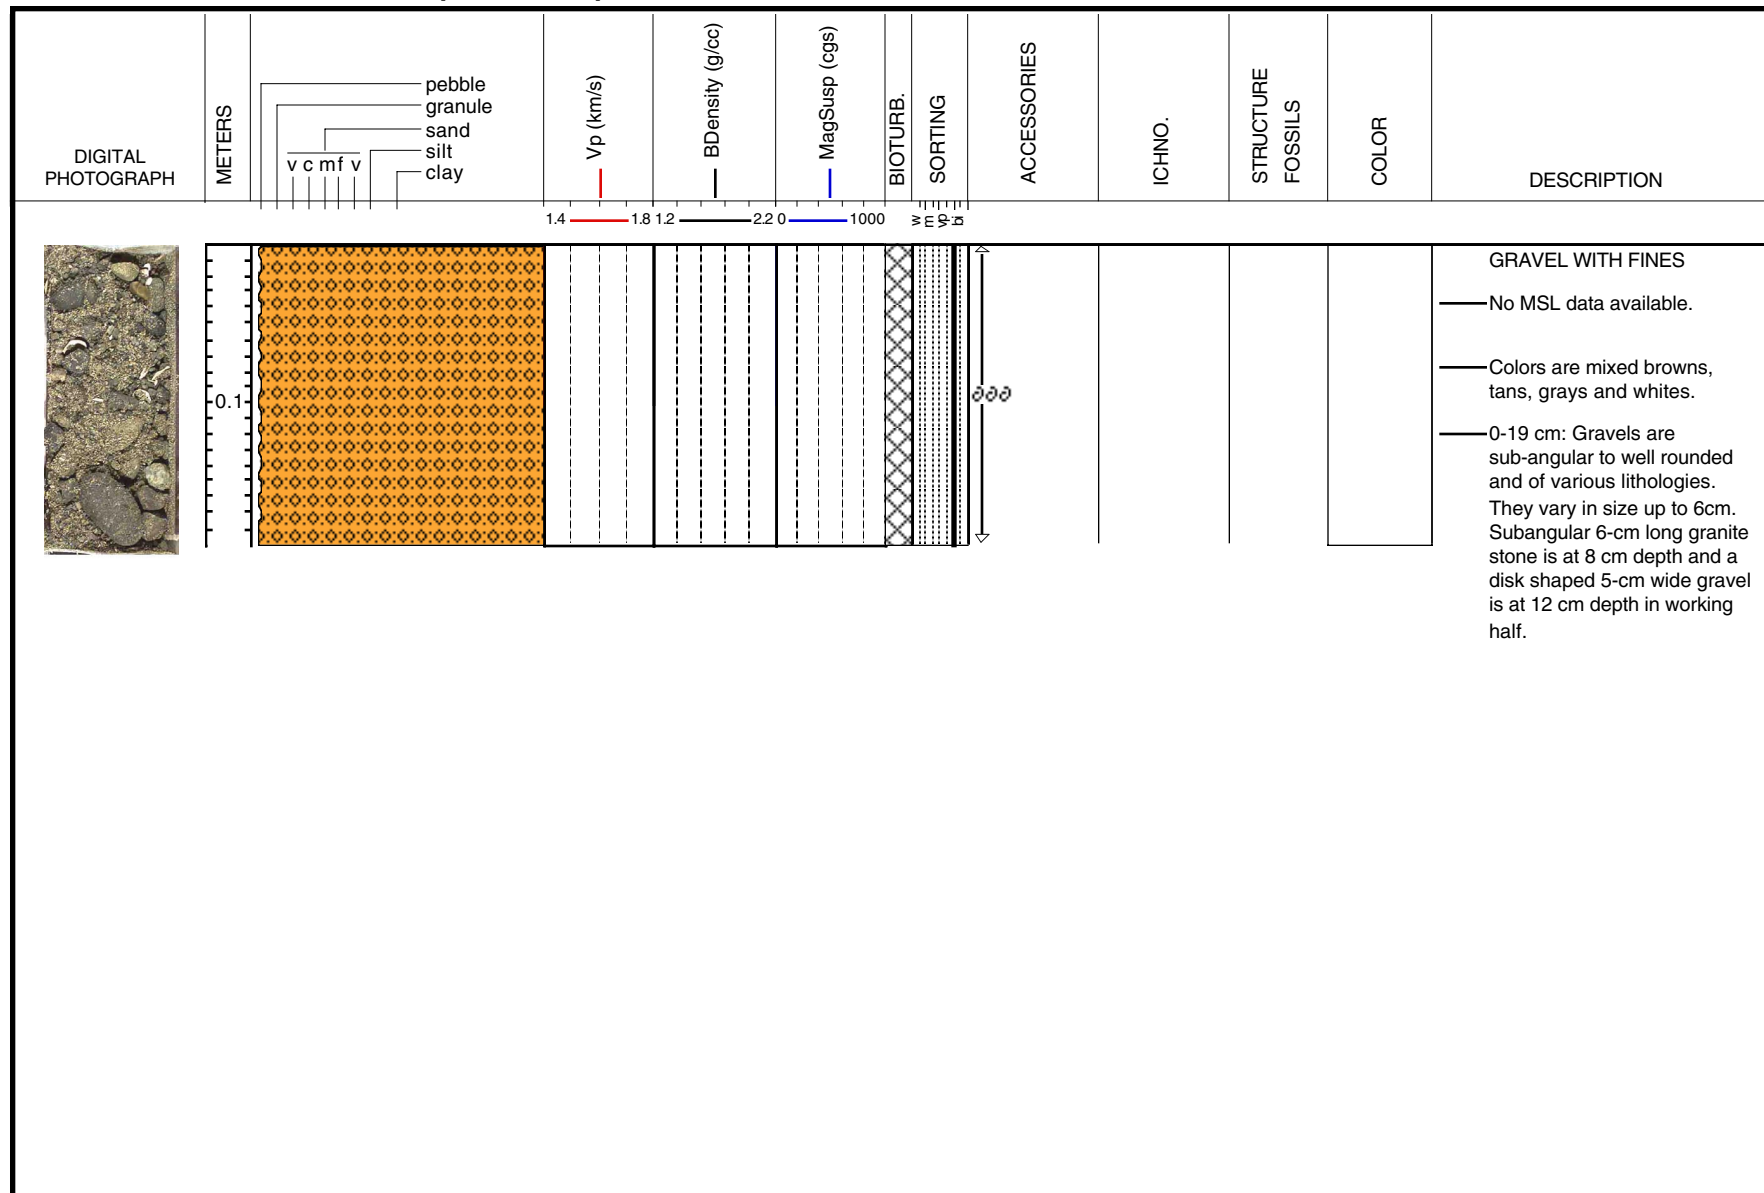 DIGITAL
PHOTOGRAPH
METERS
pebble
granule
sand
silt
clay
v c m f v
Vp (km/s)
1.4 1.8
BDensity (g/cc)
1.2 2.2
MagSusp (cgs)
0 1000
BIOTURB.
SORTING
w
m
vp
bi
ACCESSORIES
ICHNO.
STRUCTURE
FOSSILS
COLOR
DESCRIPTION
0.1
GRAVEL WITH FINES
No MSL data available.
Colors are mixed browns,
tans, grays and whites.
0-19 cm: Gravels are
sub-angular to well rounded
and of various lithologies.
They vary in size up to 6cm.
Subangular 6-cm long granite
stone is at 8 cm depth and a
disk shaped 5-cm wide gravel
is at 12 cm depth in working
half.